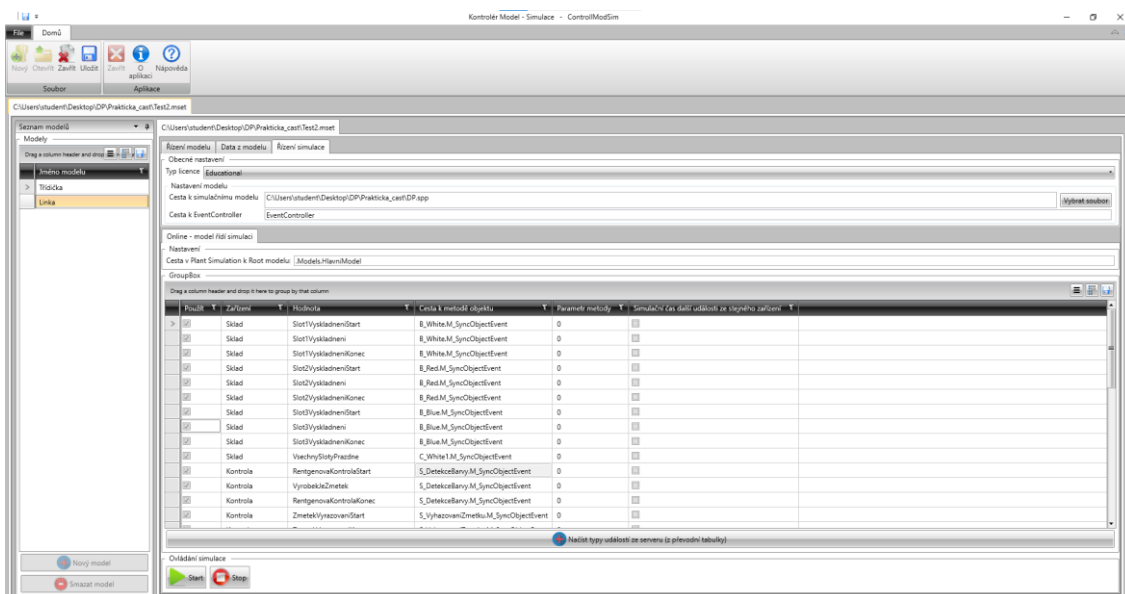 Kontrolér Model - Simulace - ControllModSim
File Domů
Nový Otevřít Zavřít Uložit Zavřít O aplikaci Nápověda
Soubor Aplikace
C:\Users\student\Desktop\DP\Prakticka_cast\Test2.mset
Seznam modelů
Modely
Drag a column header and drop
Jméno modelu
Třídička
Linka
Nový model
Smazat model
C:\Users\student\Desktop\DP\Prakticka_cast\Test2.mset
Řízení modelu Data z modelu Řízení simulace
Obecné nastavení
Typ licence Educational
Nastavení modelu
Cesta k simulačnímu modelu C:\Users\student\Desktop\DP\Prakticka_cast\DP.spp Vybrat soubor
Cesta k EventController EventController
Online - model řídí simulaci
Nastavení
Cesta v Plant Simulation k Root modelu: .Models.HlavniModel
GroupBox
Drag a column header and drop it here to group by that column
Použít Zařízení Hodnota Cesta k metodě objektu Parametr metody Simulační čas další události ze stejného zařízení
Sklad Slot1VyskladneniStart B_White.M_SyncObjectEvent 0
Sklad Slot1Vyskladneni B_White.M_SyncObjectEvent 0
Sklad Slot1VyskladneniKonec B_White.M_SyncObjectEvent 0
Sklad Slot2VyskladneniStart B_Red.M_SyncObjectEvent 0
Sklad Slot2Vyskladneni B_Red.M_SyncObjectEvent 0
Sklad Slot2VyskladneniKonec B_Red.M_SyncObjectEvent 0
Sklad Slot3VyskladneniStart B_Blue.M_SyncObjectEvent 0
Sklad Slot3Vyskladneni B_Blue.M_SyncObjectEvent 0
Sklad Slot3VyskladneniKonec B_Blue.M_SyncObjectEvent 0
Sklad VsechnySlotyPrazdne C_White1.M_SyncObjectEvent 0
Kontrola RentgenovaKontrolaStart S_DetekceBarvy.M_SyncObjectEvent 0
Kontrola VyrobekJeZmetek S_DetekceBarvy.M_SyncObjectEvent 0
Kontrola RentgenovaKontrolaKonec S_DetekceBarvy.M_SyncObjectEvent 0
Kontrola ZmetekVyrazovaniStart S_VyhazovaniZmetku.M_SyncObjectEvent 0
Načíst typy událostí ze serveru (z převodní tabulky)
Ovládání simulace
Start Stop